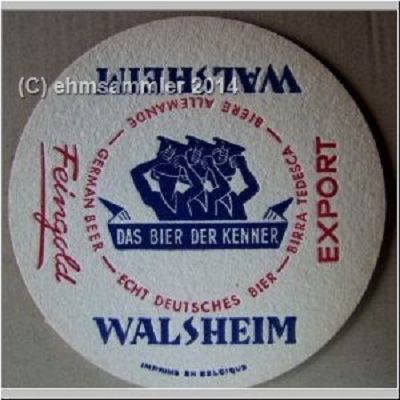 (C) ehmsammler 2014
WALSHEIM
BIERE ALLEMANDE — BIRRA TEDESCA — ECHT DEUTSCHES BIER — GERMAN BEER —
Feingold
EXPORT
DAS BIER DER KENNER
WALSHEIM
IMPRIMÉ EN BELGIQUE